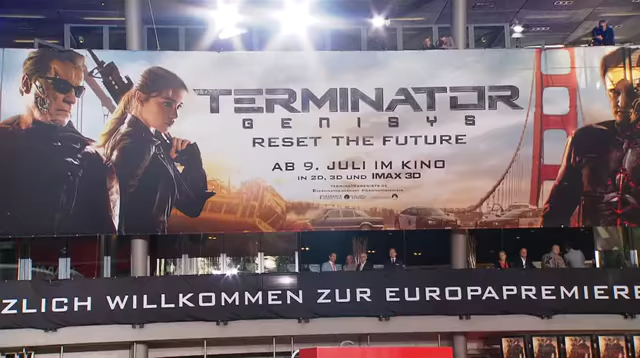 TERMINATOR
GENISYS
RESET THE FUTURE
AB 9. JULI IM KINO
IN 2D, 3D UND IMAX 3D
ZLICH WILLKOMMEN ZUR EUROPAPREMIERE